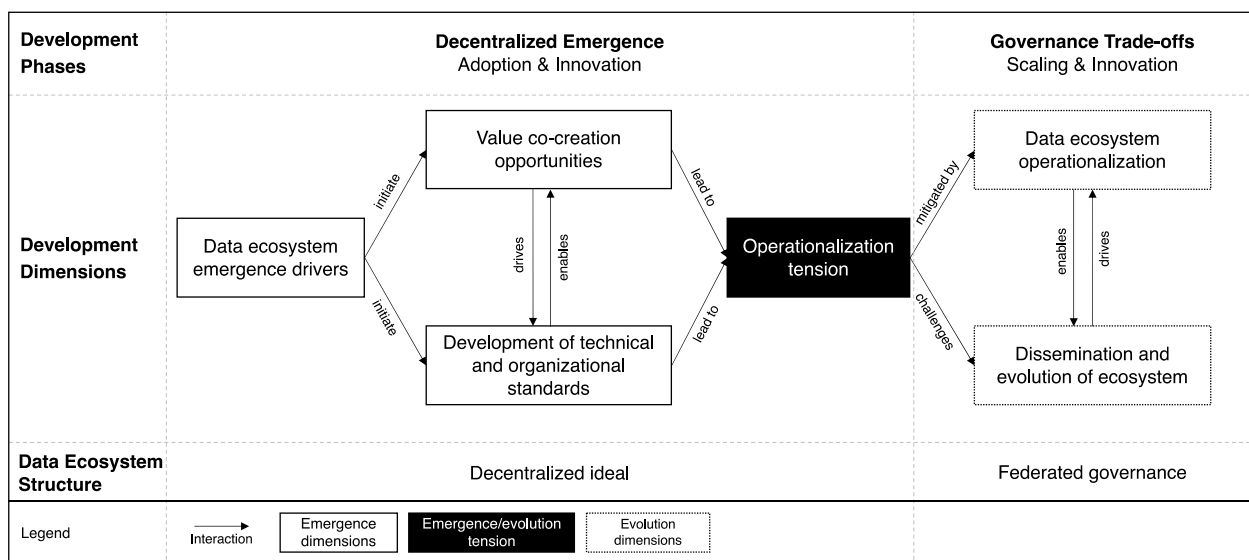 Development
Phases
Decentralized Emergence
Adoption & Innovation
Governance Trade-offs
Scaling & Innovation
Development
Dimensions
Data ecosystem
emergence drivers
initiate
initiate
Value co-creation
opportunities
drives
enables
Development of technical
and organizational
standards
lead to
lead to
Operationalization
tension
mitigated by
challenges
Data ecosystem
operationalization
enables
drives
Dissemination and
evolution of ecosystem
Data Ecosystem
Structure
Decentralized ideal
Federated governance
Legend
Interaction
Emergence
dimensions
Emergence/evolution
tension
Evolution
dimensions